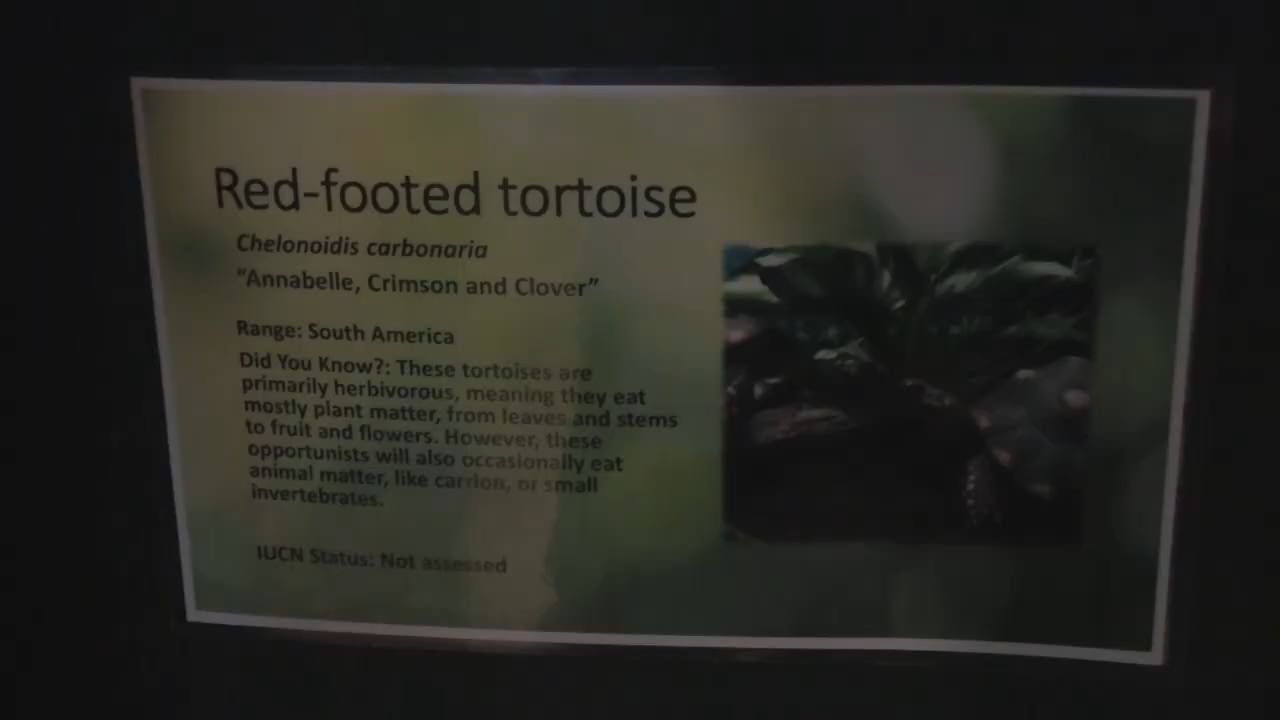 Red-footed tortoise
Chelonoidis carbonaria
"Annabelle, Crimson and Clover"
Range: South America
Did You Know?: These tortoises are
primarily herbivorous, meaning they eat
mostly plant matter, from leaves and stems
to fruit and flowers. However, these
opportunists will also occasionally eat
animal matter, like carrion, or small
invertebrates.
IUCN Status: Not assessed